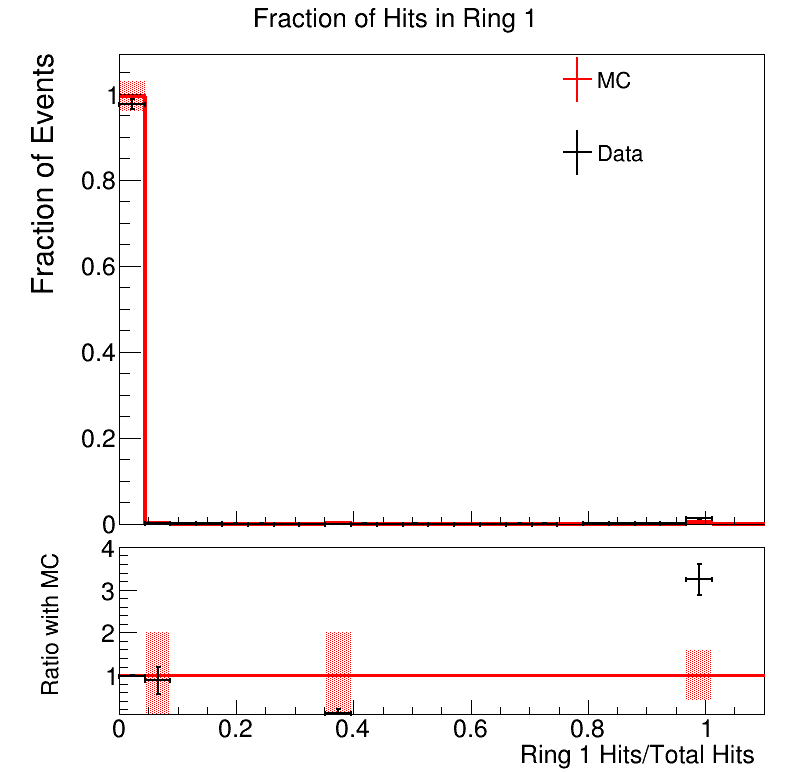 Fraction of Hits in Ring 1
Fraction of Events
1
0.8
0.6
0.4
0.2
0
MC
Data
Ratio with MC
4
3
2
1
0 0.2 0.4 0.6 0.8 1
Ring 1 Hits/Total Hits